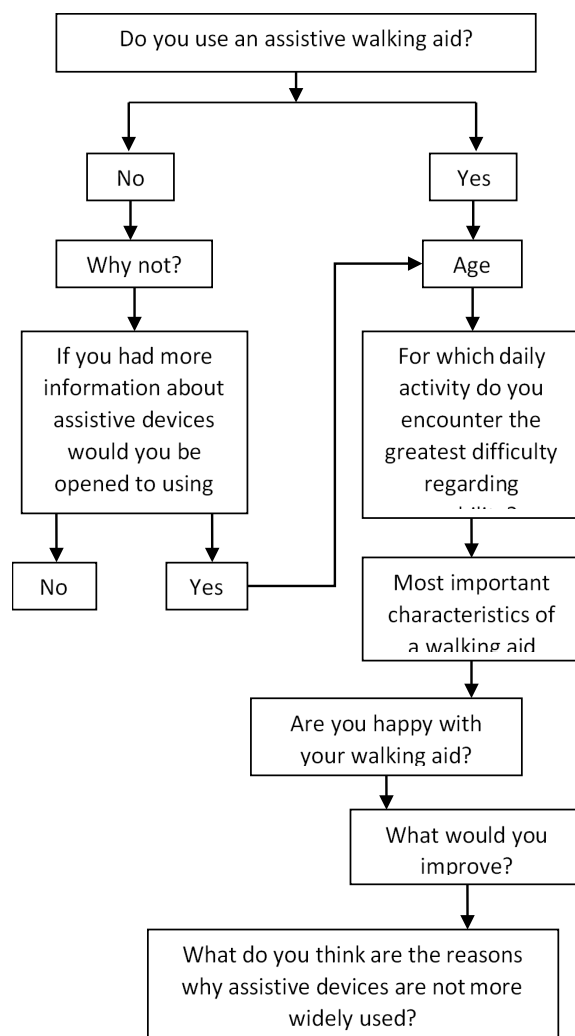 Do you use an assistive walking aid?
No
Yes
Why not?
Age
If you had more
information about
assistive devices
would you be
opened to using
For which daily
activity do you
encounter the
greatest difficulty
regarding
No
Yes
Most important
characteristics of
a walking aid
Are you happy with
your walking aid?
What would you
improve?
What do you think are the reasons
why assistive devices are not more
widely used?